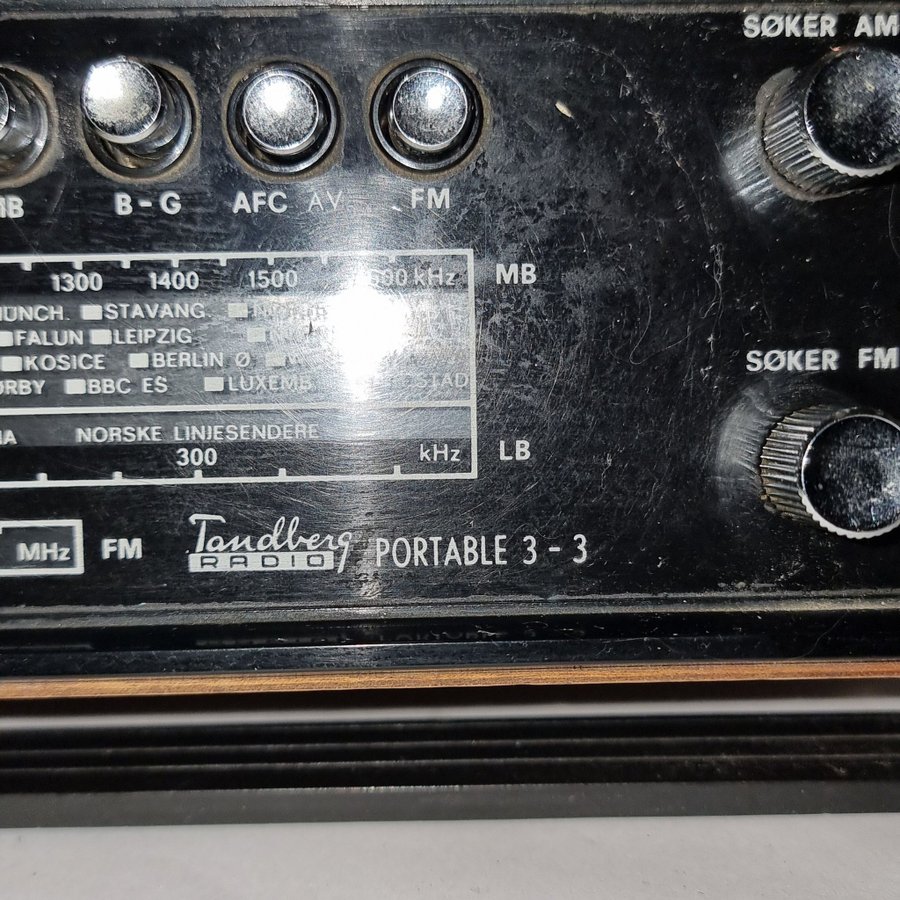 SØKER AM
B-G AFC AV FM
1300 1400 1500 kHz MB
STAVANG.
FALUN LEIPZIG
KOSICE BERLIN Ø
BBC ES LUXEMB
SØKER FM
NORSKE LINJESENDERE
300 kHz LB
MHz FM Tandberg PORTABLE 3-3
RADIO